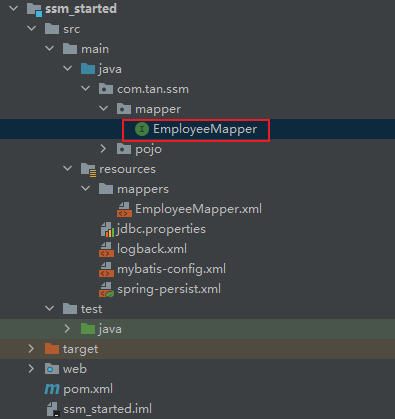 ssm_started
src
main
java
com.tan.ssm
mapper
EmployeeMapper
pojo
resources
mappers
EmployeeMapper.xml
jdbc.properties
logback.xml
mybatis-config.xml
spring-persist.xml
test
java
target
web
pom.xml
ssm_started.iml